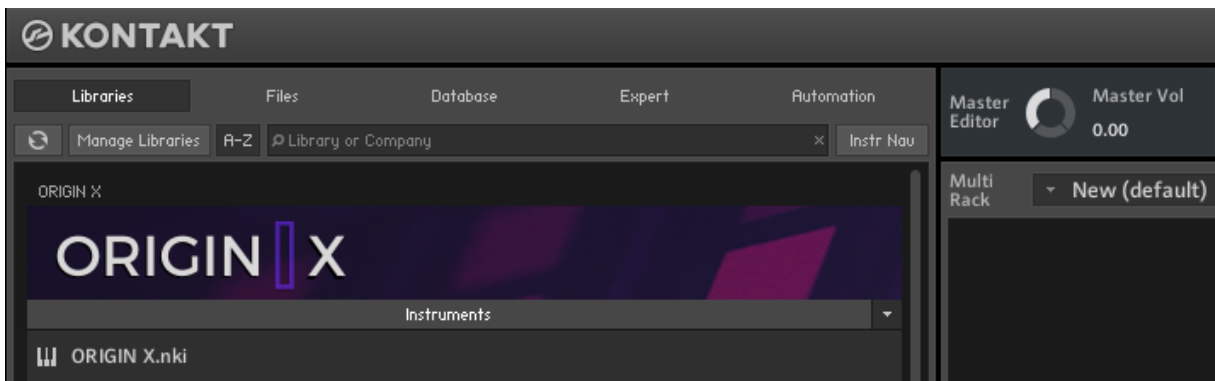 KONTAKT
Libraries
Files
Database
Expert
Automation
Manage Libraries
A-Z
Library or Company
×
Instr Nav
ORIGIN X
ORIGIN X
Instruments
ORIGIN X.nki
Master
Editor
Master Vol
0.00
Multi
Rack
New (default)